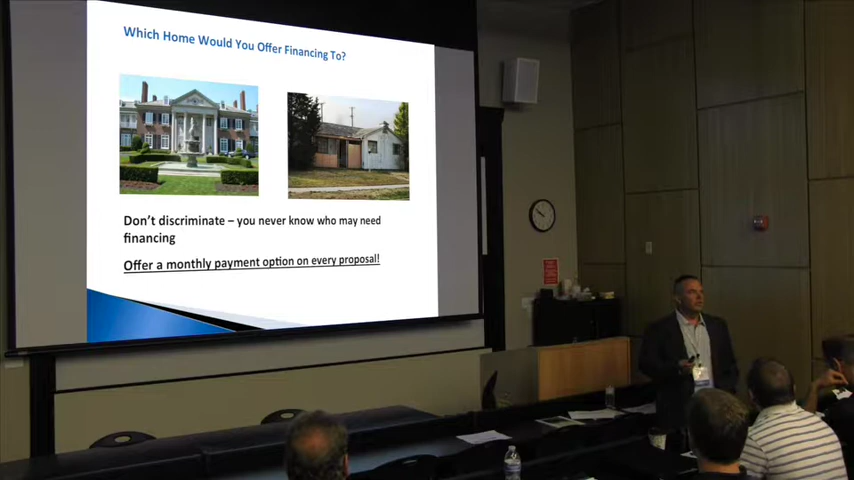 Which Home Would You Offer Financing To?
Don't discriminate – you never know who may need
financing
Offer a monthly payment option on every proposal!